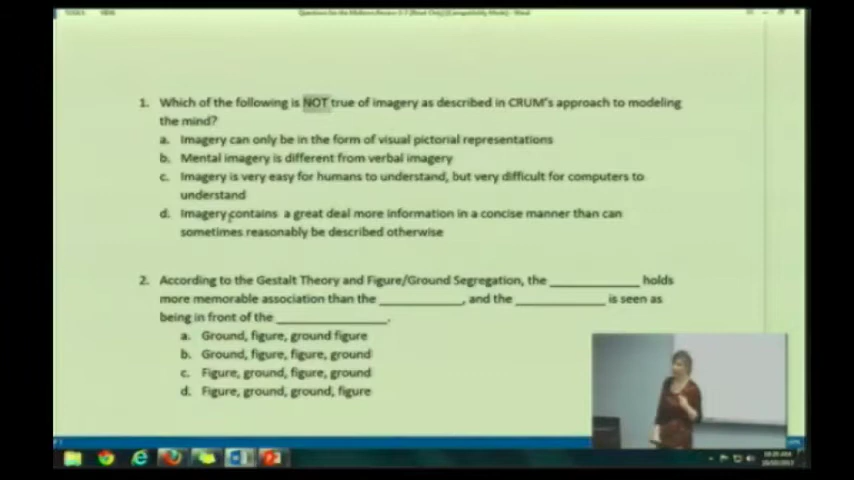 1. Which of the following is NOT true of imagery as described in CRUM's approach to modeling
the mind?
a. Imagery can only be in the form of visual pictorial representations
b. Mental imagery is different from verbal imagery
c. Imagery is very easy for humans to understand, but very difficult for computers to
understand
d. Imagery contains a great deal more information in a concise manner than can
sometimes reasonably be described otherwise
2. According to the Gestalt Theory and Figure/Ground Segregation, the ____________ holds
more memorable association than the ____________, and the ____________ is seen as
being in front of the ______________.
a. Ground, figure, ground figure
b. Ground, figure, figure, ground
c. Figure, ground, figure, ground
d. Figure, ground, ground, figure